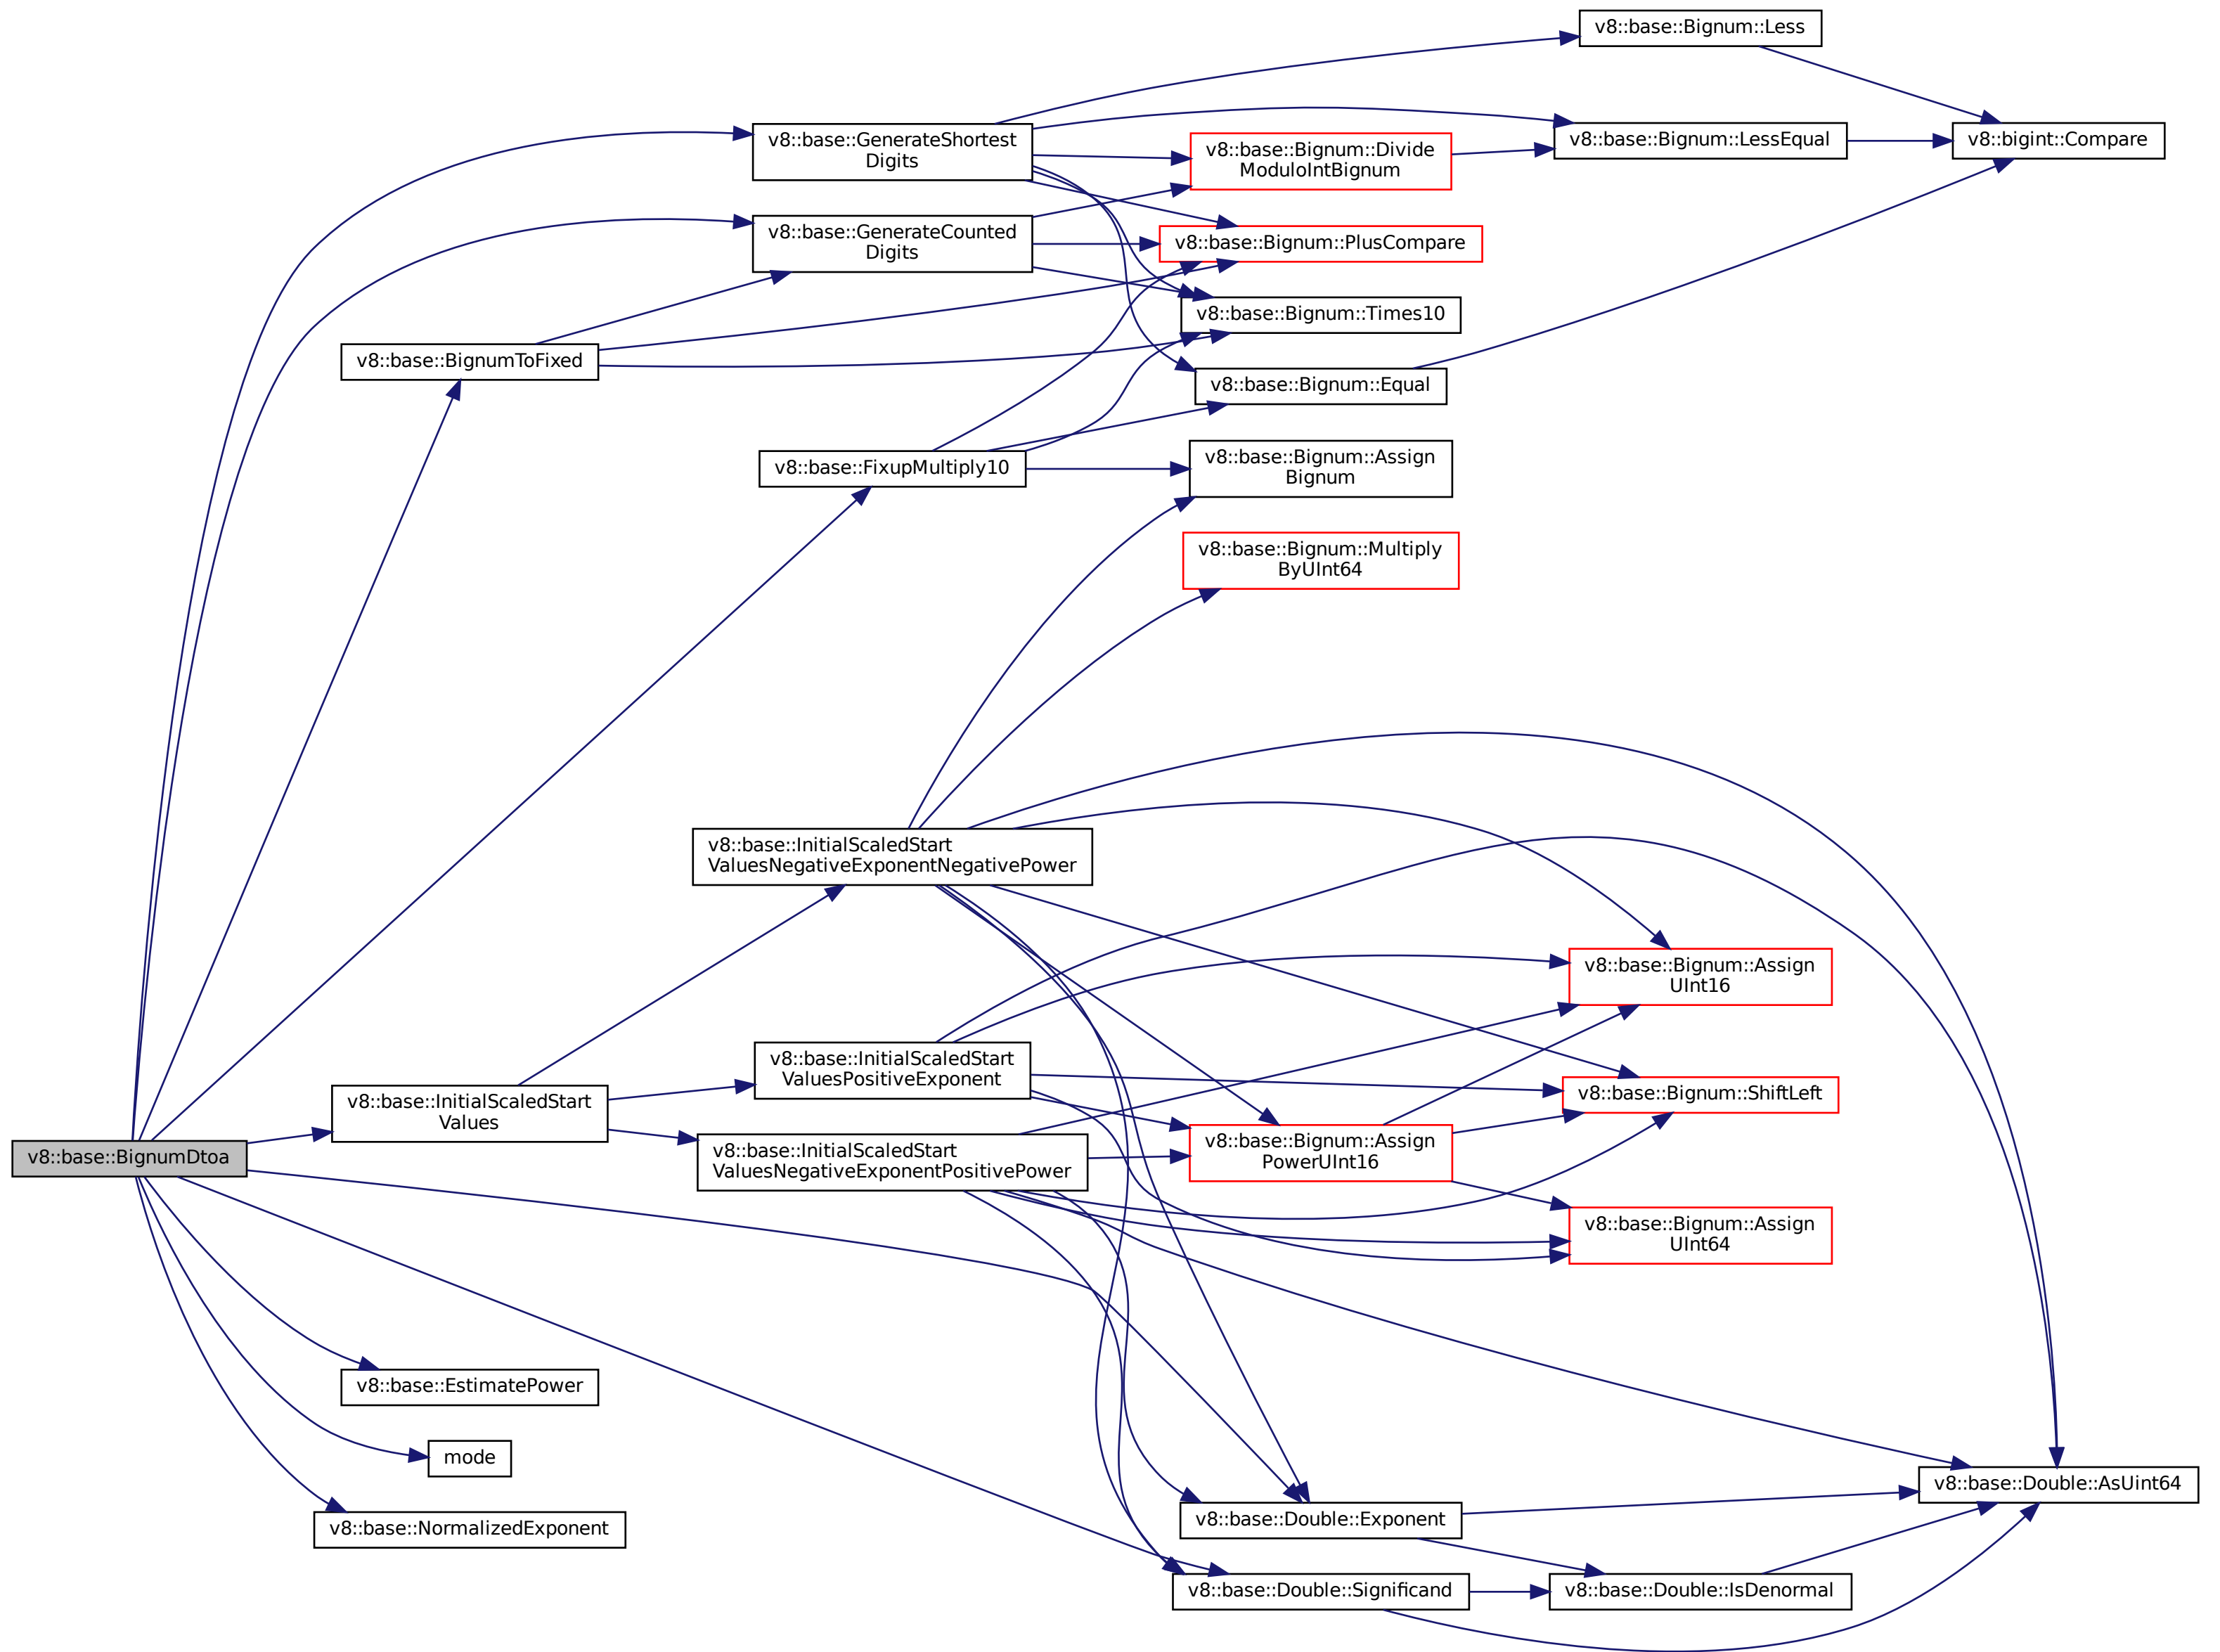 v8::base::Bignum::Less
v8::base::GenerateShortest
Digits
v8::base::Bignum::Divide
ModuloIntBignum
v8::base::Bignum::LessEqual
v8::bigint::Compare
v8::base::GenerateCounted
Digits
v8::base::Bignum::PlusCompare
v8::base::Bignum::Times10
v8::base::BignumToFixed
v8::base::Bignum::Equal
v8::base::FixupMultiply10
v8::base::Bignum::Assign
Bignum
v8::base::Bignum::Multiply
ByUInt64
v8::base::InitialScaledStart
ValuesNegativeExponentNegativePower
v8::base::Bignum::Assign
UInt16
v8::base::InitialScaledStart
ValuesPositiveExponent
v8::base::Bignum::ShiftLeft
v8::base::InitialScaledStart
Values
v8::base::BignumDtoa
v8::base::InitialScaledStart
ValuesNegativeExponentPositivePower
v8::base::Bignum::Assign
PowerUInt16
v8::base::Bignum::Assign
UInt64
v8::base::EstimatePower
mode
v8::base::NormalizedExponent
v8::base::Double::AsUint64
v8::base::Double::Exponent
v8::base::Double::Significand
v8::base::Double::IsDenormal